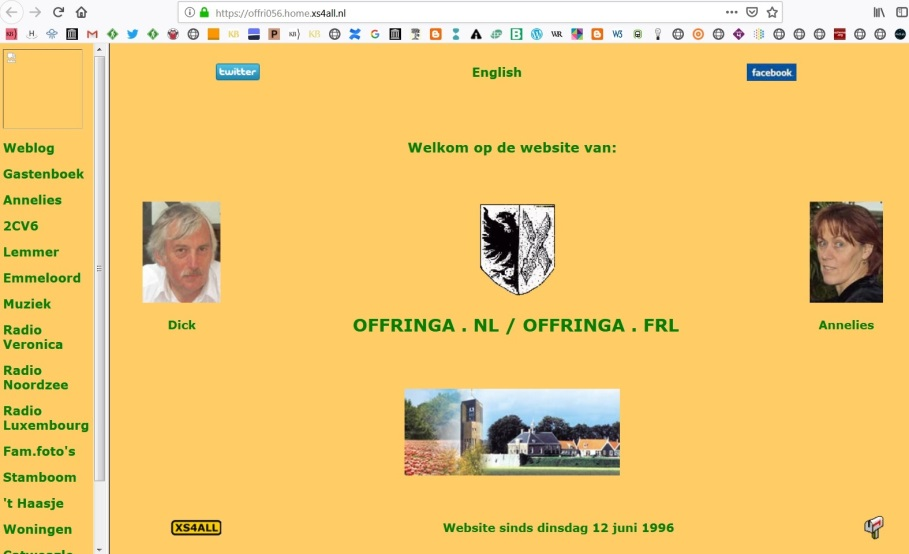 https://offri056.home.xs4all.nl
Weblog
Gastenboek
Annelies
2CV6
Lemmer
Emmeloord
Muziek
Radio
Veronica
Radio
Noordzee
Radio
Luxembourg
Fam.foto's
Stamboom
't Haasje
Woningen
twitter
English
facebook
Welkom op de website van:
Dick
OFFRINGA . NL / OFFRINGA . FRL
Annelies
XS4ALL
Website sinds dinsdag 12 juni 1996